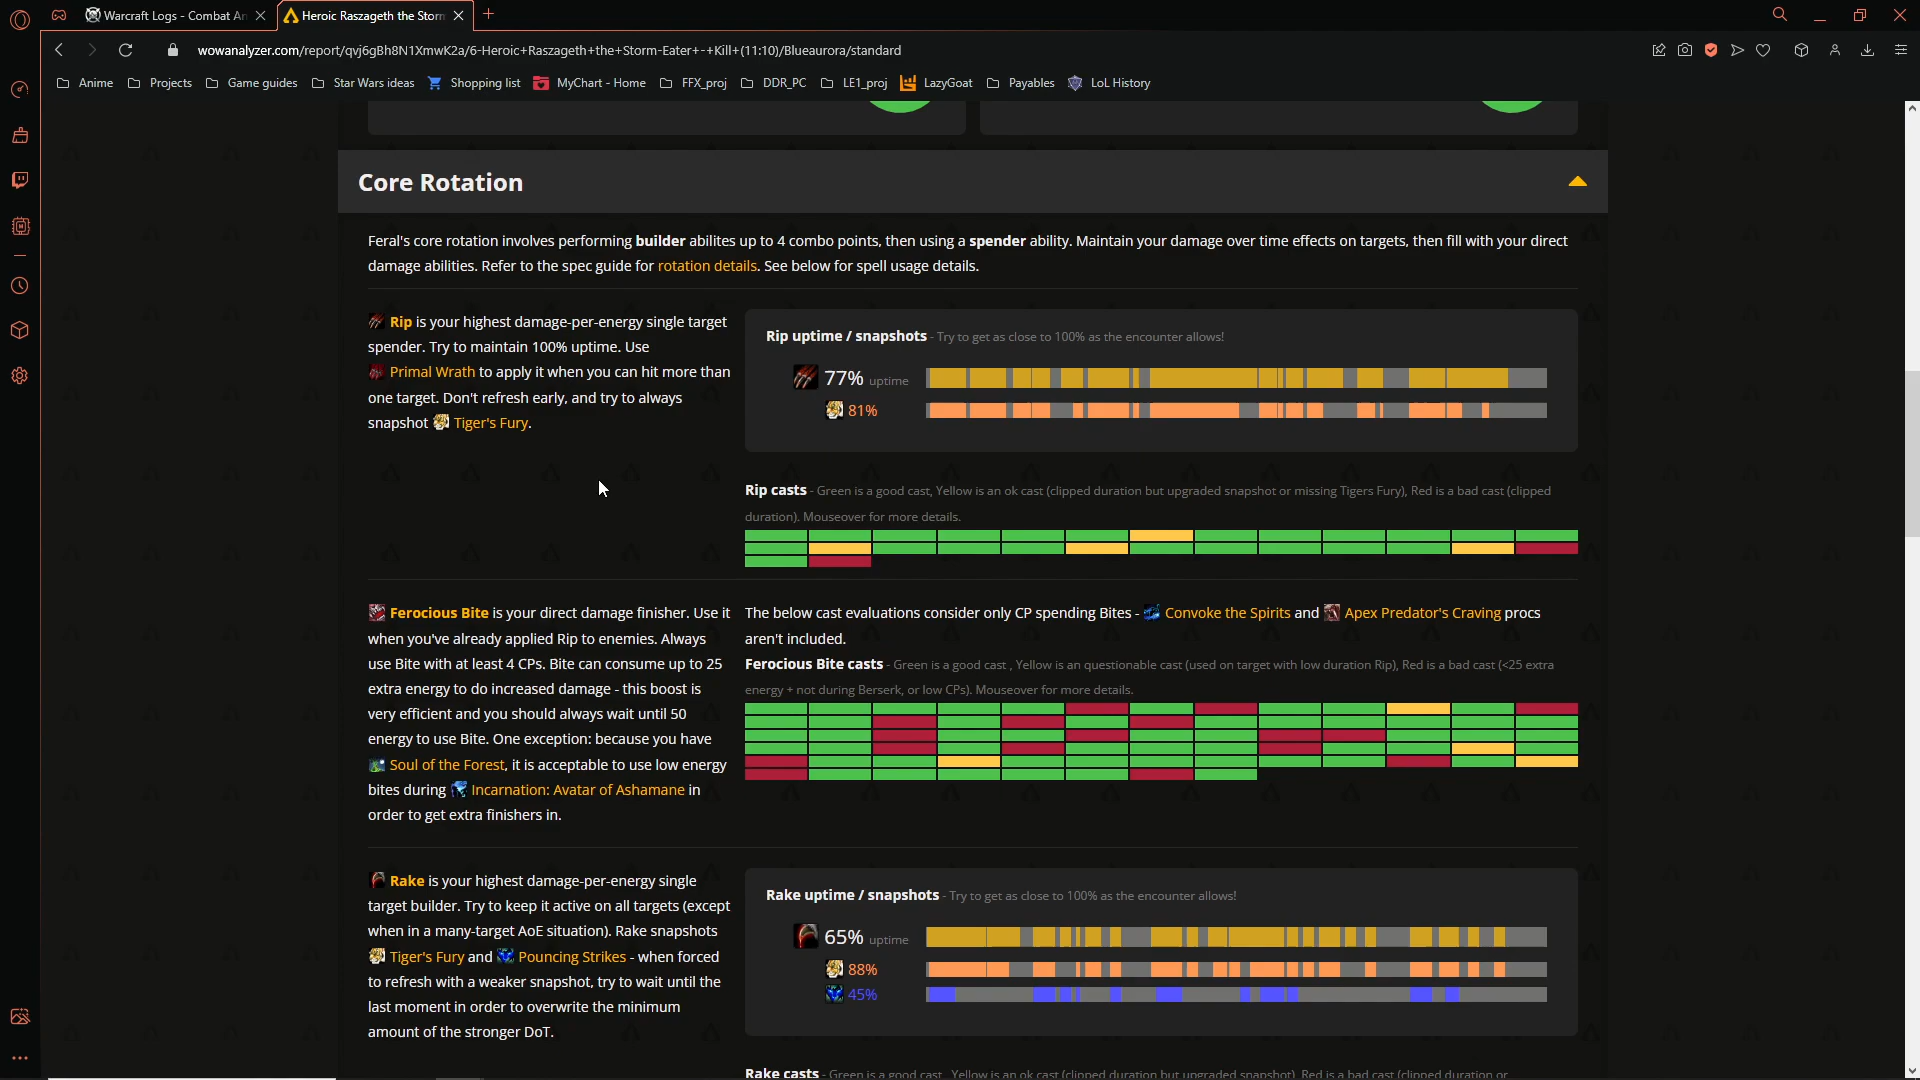 Warcraft Logs - Combat An
Heroic Raszageth the Storm
wowanalyzer.com/report/qvj6gBh8N1XmwK2a/6-Heroic+Raszageth+the+Storm-Eater+-+Kill+(11:10)/Blueaurora/standard
Anime
Projects
Game guides
Star Wars ideas
Shopping list
MyChart - Home
FFX_proj
DDR_PC
LE1_proj
LazyGoat
Payables
LoL History
Core Rotation
Feral's core rotation involves performing builder abilites up to 4 combo points, then using a spender ability. Maintain your damage over time effects on targets, then fill with your direct
damage abilities. Refer to the spec guide for rotation details. See below for spell usage details.
Rip is your highest damage-per-energy single target
spender. Try to maintain 100% uptime. Use
Primal Wrath to apply it when you can hit more than
one target. Don't refresh early, and try to always
snapshot Tiger's Fury.
Rip uptime / snapshots - Try to get as close to 100% as the encounter allows!
77% uptime
81%
Rip casts - Green is a good cast, Yellow is an ok cast (clipped duration but upgraded snapshot or missing Tigers Fury), Red is a bad cast (clipped
duration). Mouseover for more details.
Ferocious Bite is your direct damage finisher. Use it
when you've already applied Rip to enemies. Always
use Bite with at least 4 CPs. Bite can consume up to 25
extra energy to do increased damage - this boost is
very efficient and you should always wait until 50
energy to use Bite. One exception: because you have
Soul of the Forest, it is acceptable to use low energy
bites during Incarnation: Avatar of Ashamane in
order to get extra finishers in.
The below cast evaluations consider only CP spending Bites - Convoke the Spirits and Apex Predator's Craving procs
aren't included.
Ferocious Bite casts - Green is a good cast , Yellow is an questionable cast (used on target with low duration Rip), Red is a bad cast (<25 extra
energy + not during Berserk, or low CPs). Mouseover for more details.
Rake is your highest damage-per-energy single
target builder. Try to keep it active on all targets (except
when in a many-target AoE situation). Rake snapshots
Tiger's Fury and Pouncing Strikes - when forced
to refresh with a weaker snapshot, try to wait until the
last moment in order to overwrite the minimum
amount of the stronger DoT.
Rake uptime / snapshots - Try to get as close to 100% as the encounter allows!
65% uptime
88%
45%
Rake casts - Green is a good cast , Yellow is an ok cast (clipped duration but upgraded snapshot), Red is a bad cast (clipped duration or